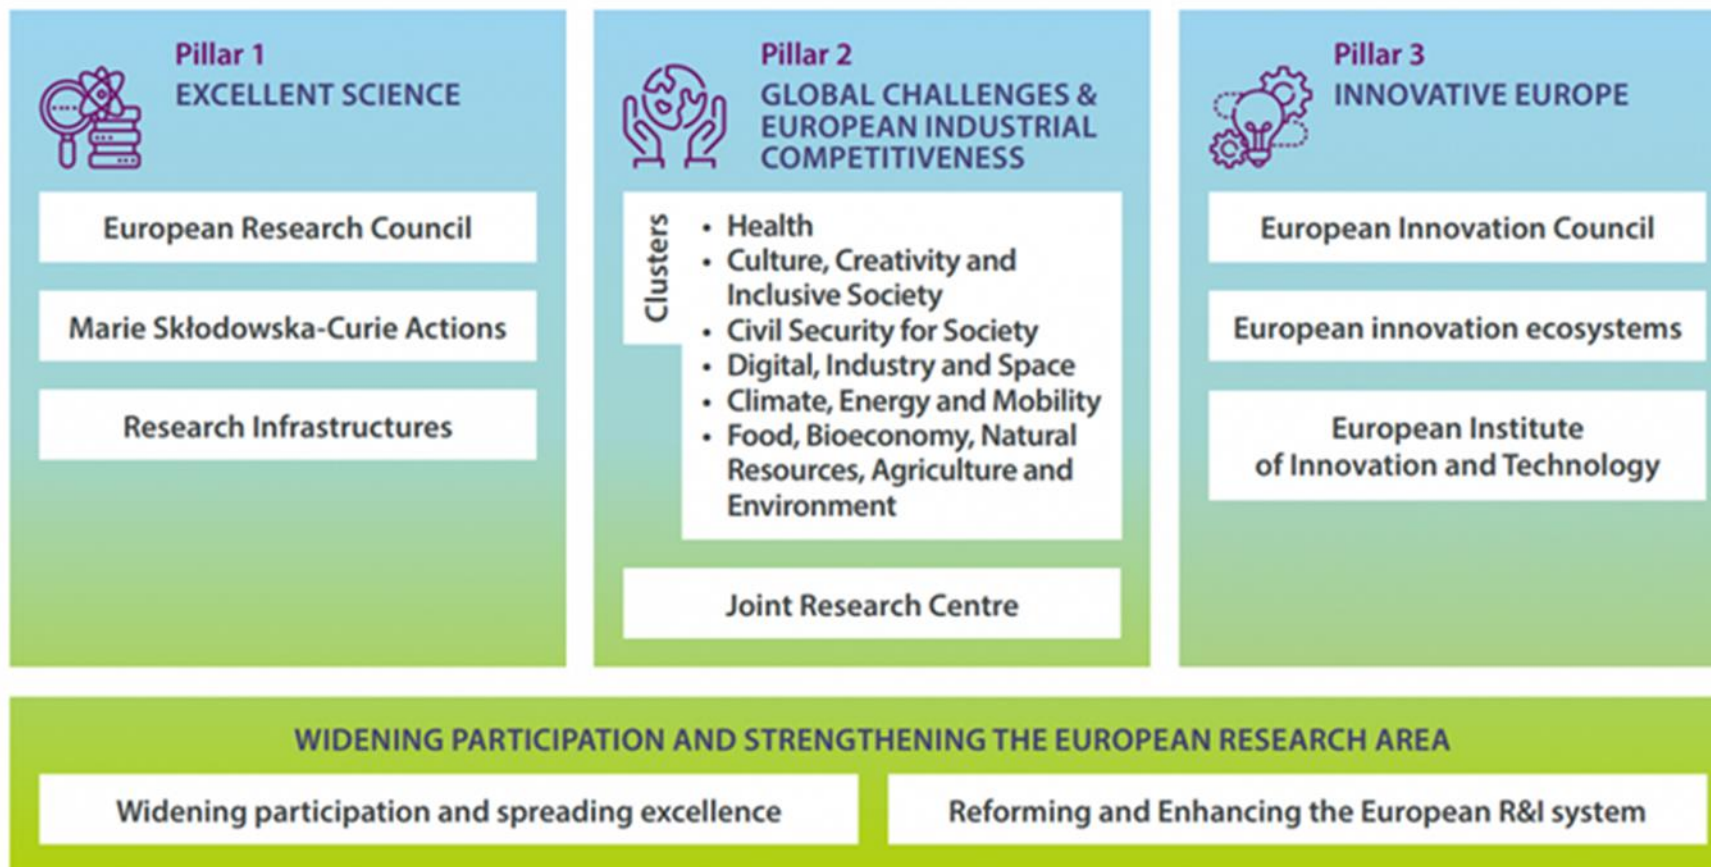 Pillar 1
EXCELLENT SCIENCE
European Research Council
Marie Skłodowska-Curie Actions
Research Infrastructures
Pillar 2
GLOBAL CHALLENGES &
EUROPEAN INDUSTRIAL
COMPETITIVENESS
Clusters
• Health
• Culture, Creativity and
Inclusive Society
• Civil Security for Society
• Digital, Industry and Space
• Climate, Energy and Mobility
• Food, Bioeconomy, Natural
Resources, Agriculture and
Environment
Joint Research Centre
Pillar 3
INNOVATIVE EUROPE
European Innovation Council
European innovation ecosystems
European Institute
of Innovation and Technology
WIDENING PARTICIPATION AND STRENGTHENING THE EUROPEAN RESEARCH AREA
Widening participation and spreading excellence
Reforming and Enhancing the European R&I system